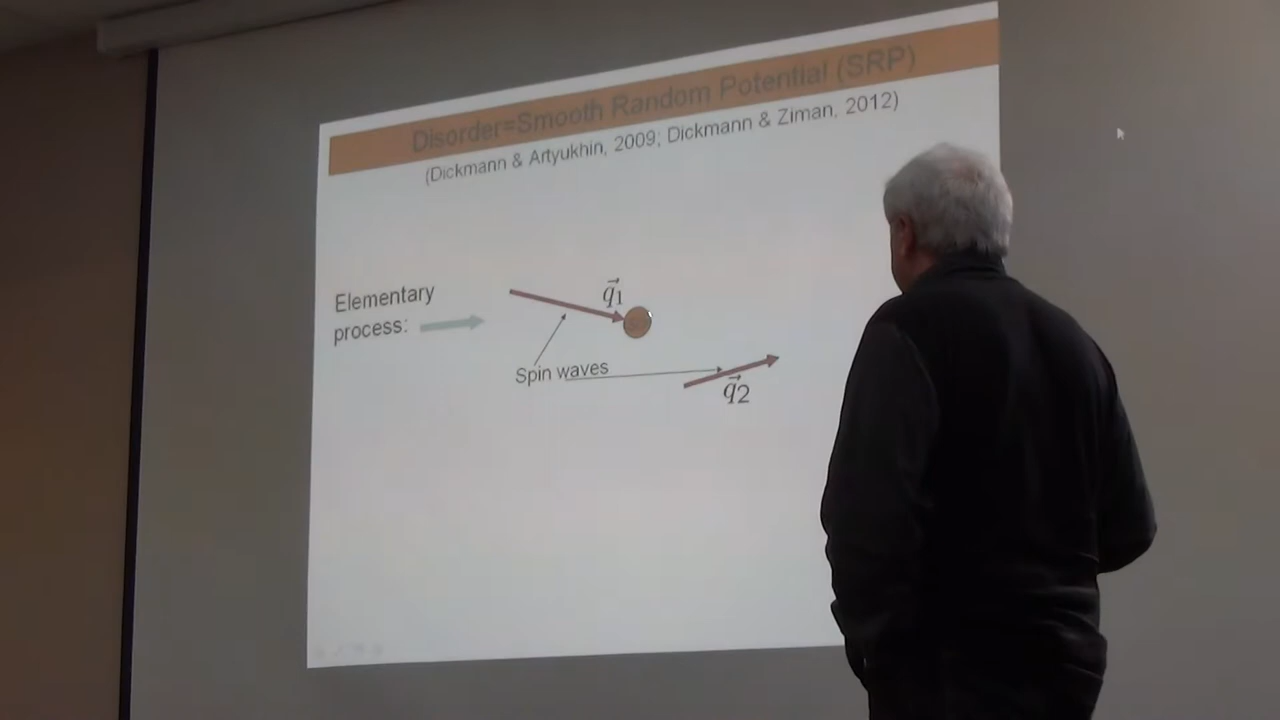 Disorder=Smooth Random Potential (SRP)
(Dickmann & Artyukhin, 2009; Dickmann & Ziman, 2012)
Elementary
process:
q⃗1
Spin waves
q⃗2